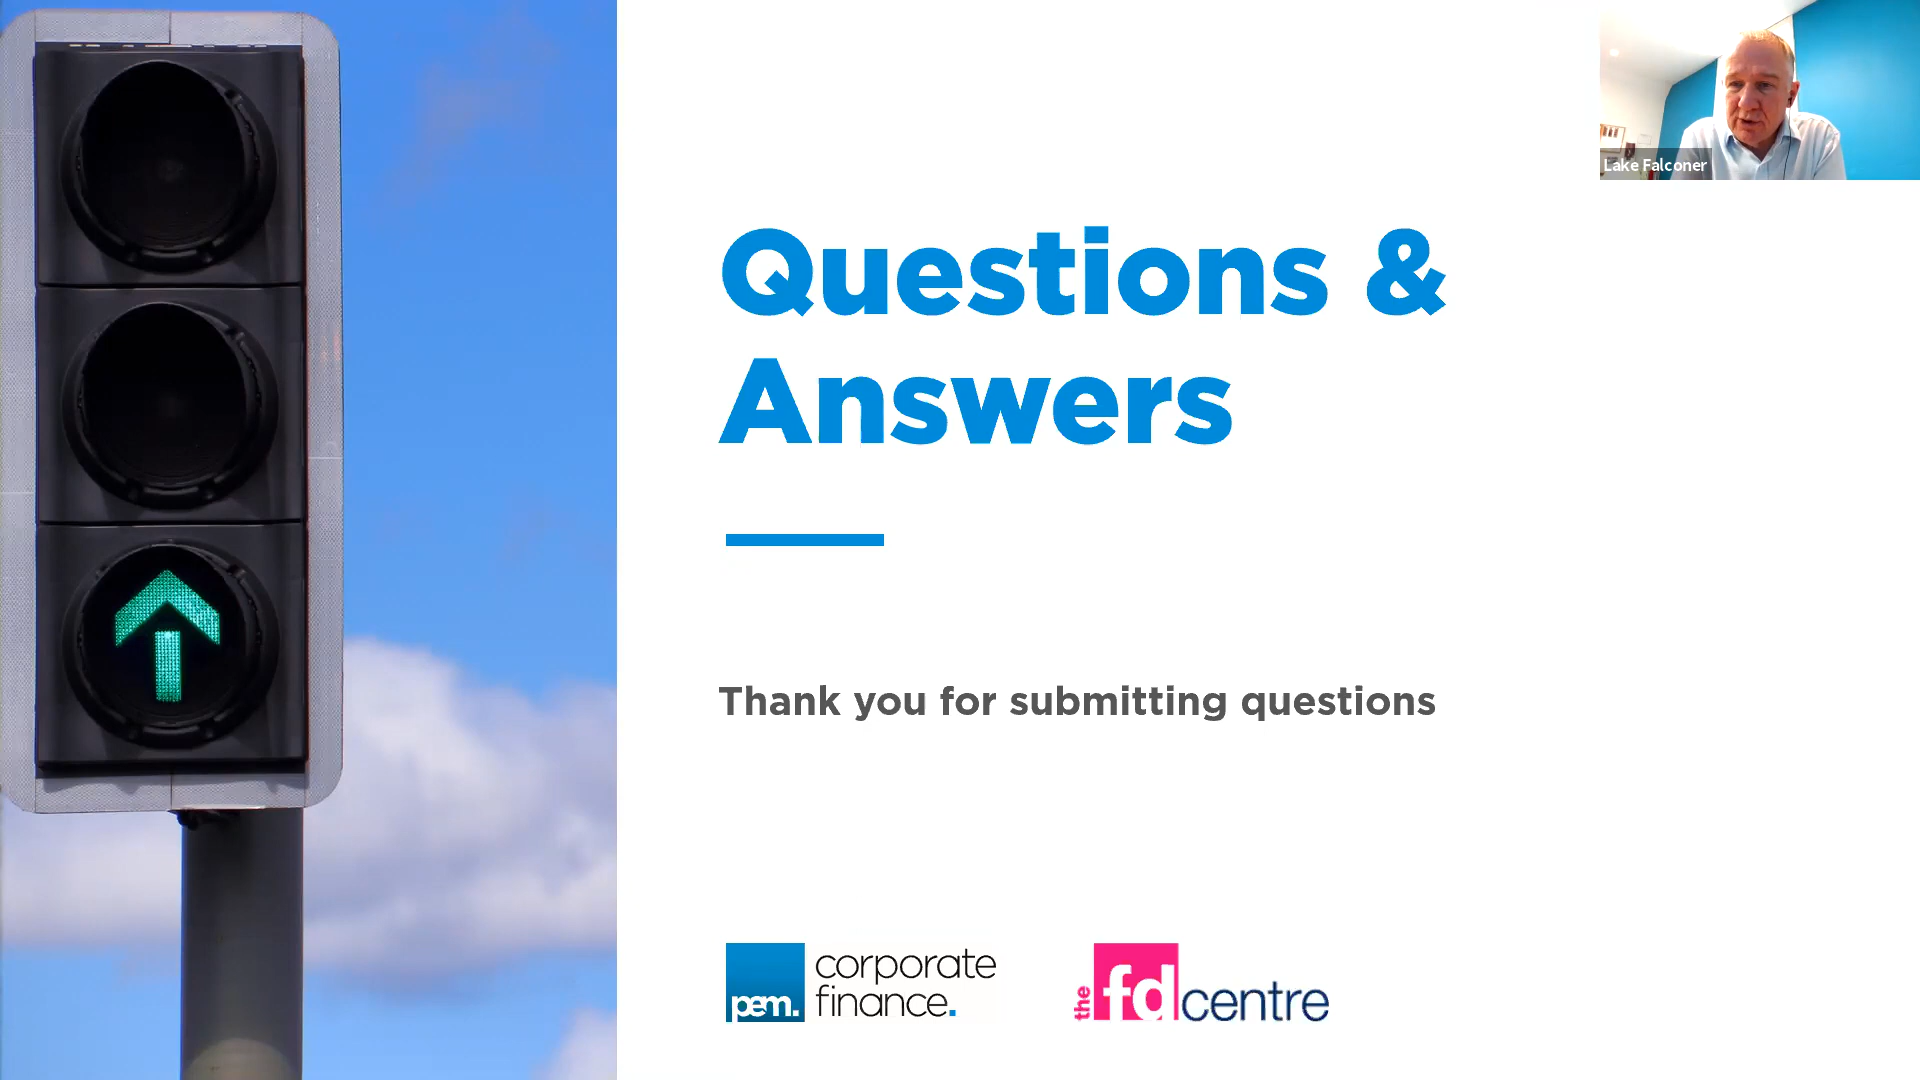 Lake Falconer
Questions &
Answers
Thank you for submitting questions
pem.
corporate
finance.
the
fd
centre